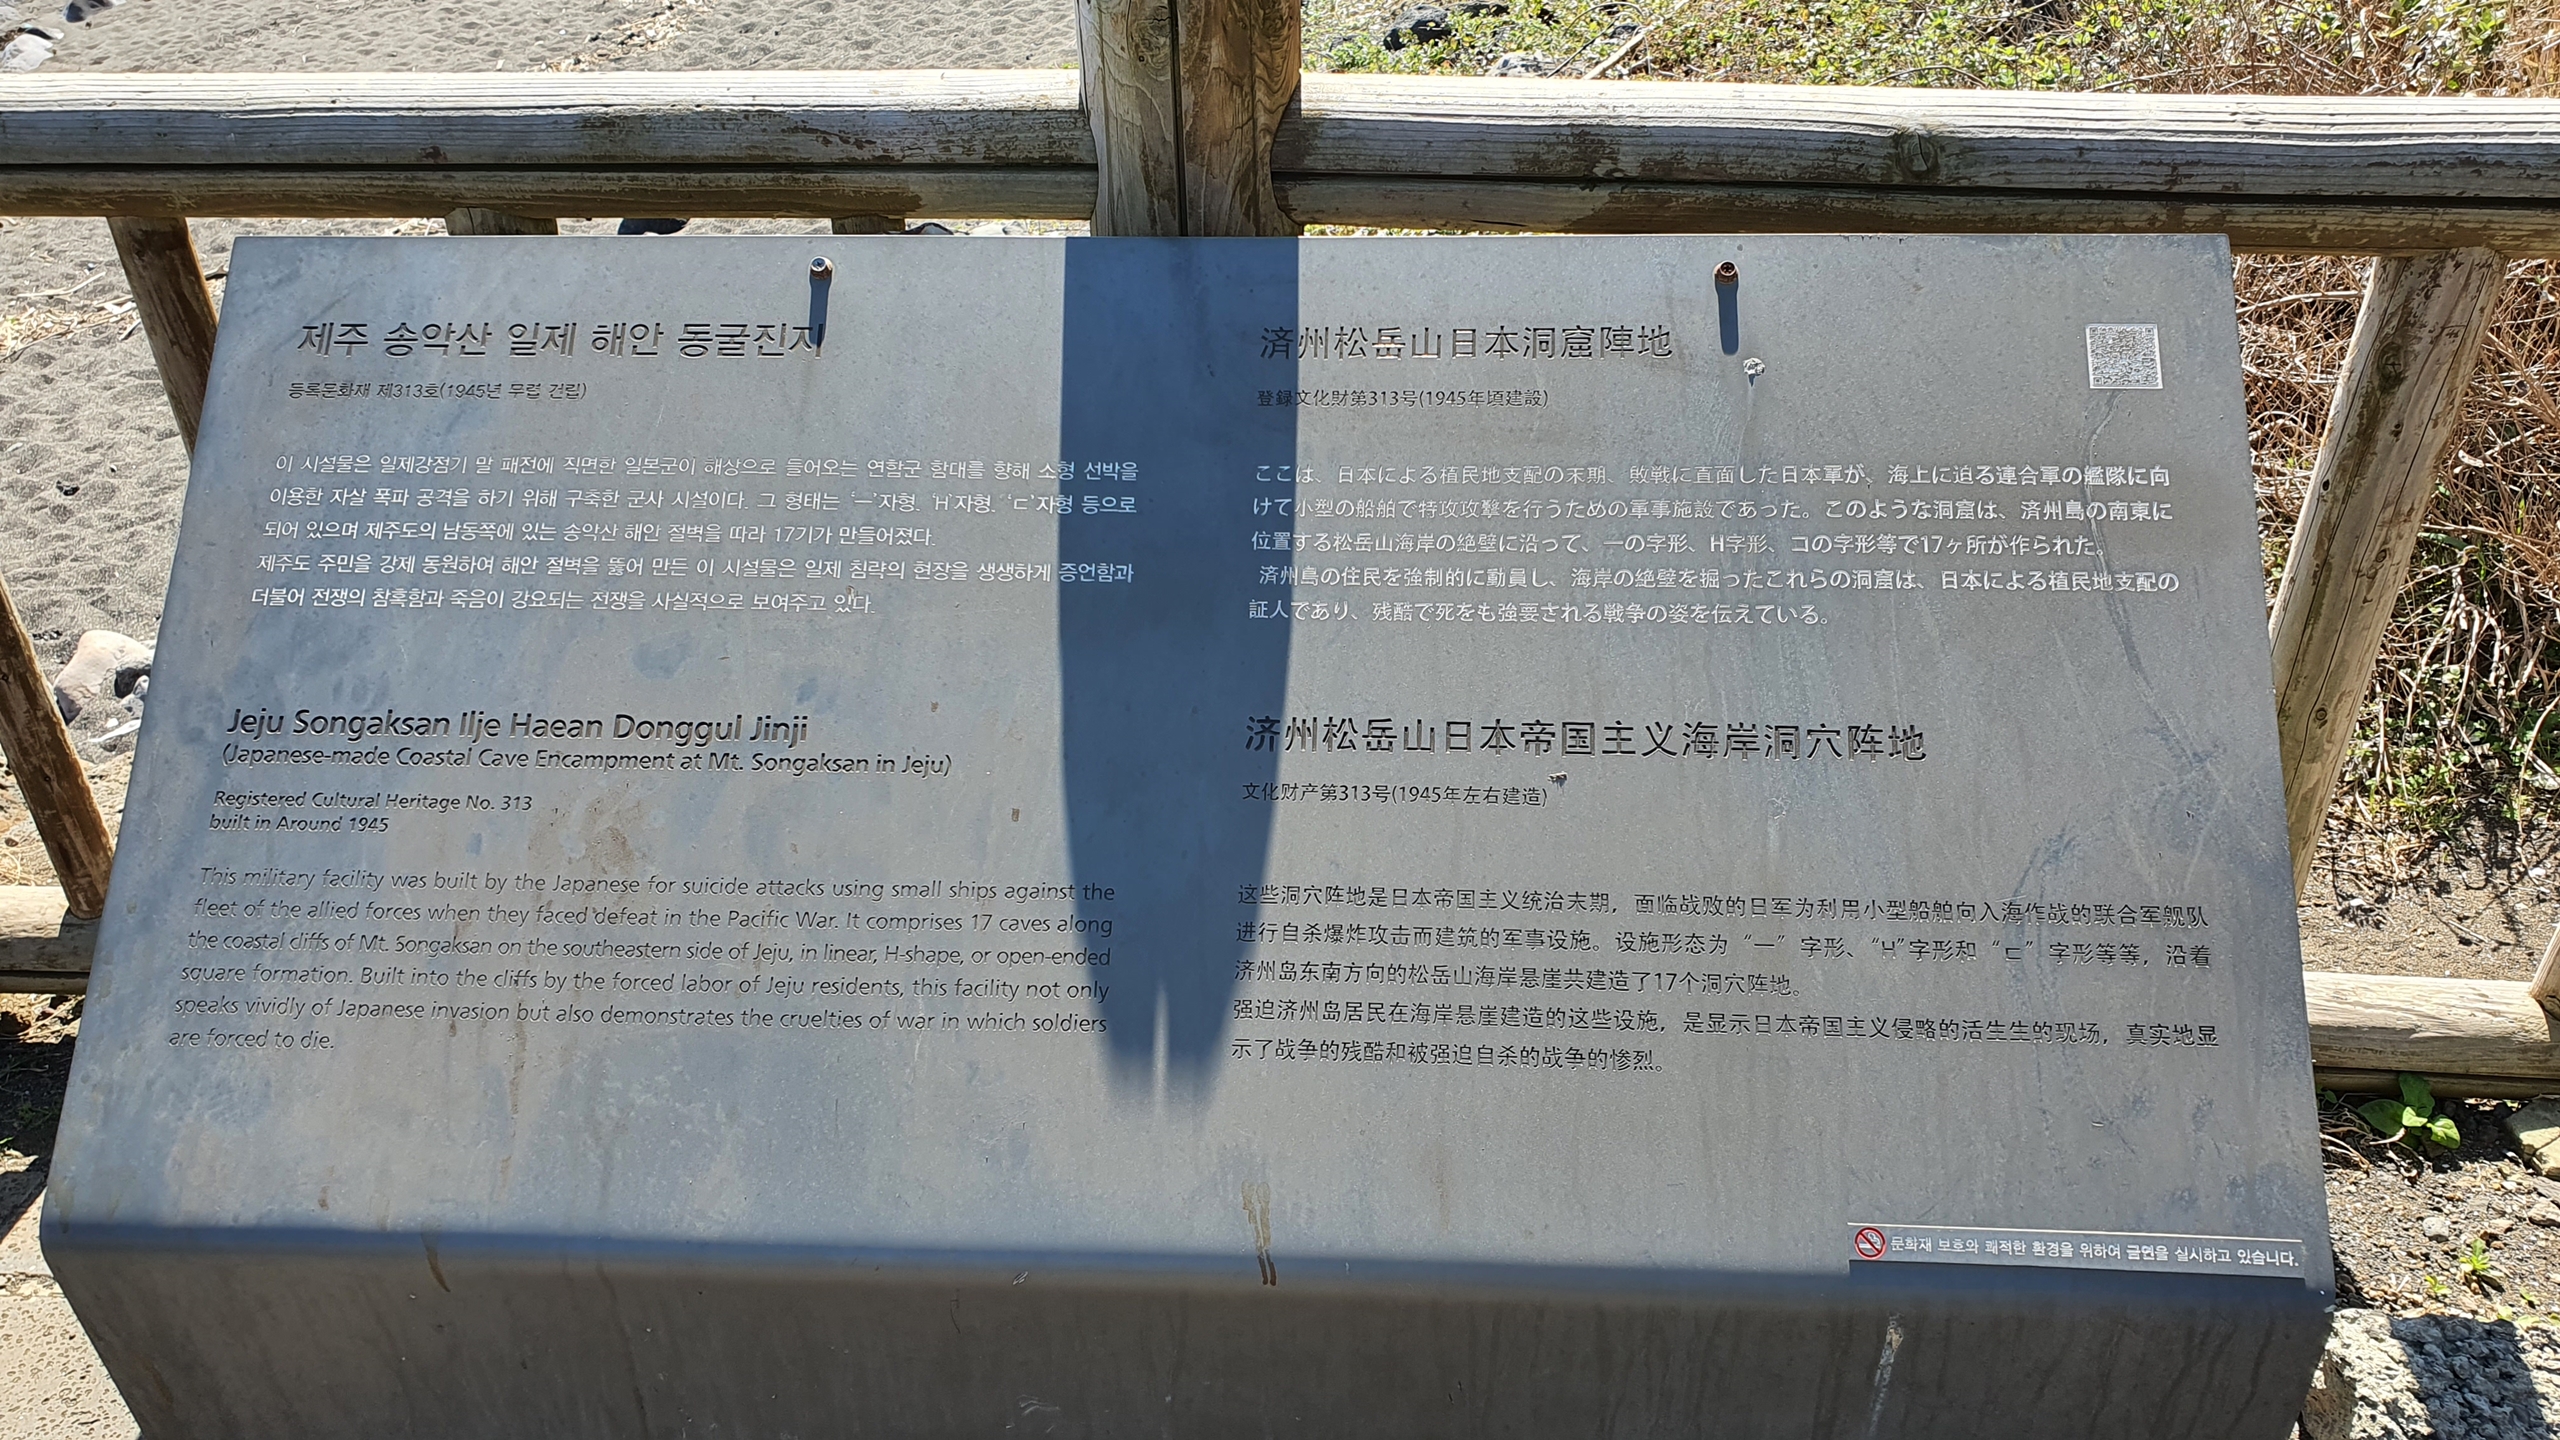 제주 송악산 일제 해안 동굴진지
등록문화재 제313호(1945년 무렵 건립)
이 시설물은 일제강점기 말 패전에 직면한 일본군이 해상으로 들어오는 연합군 함대를 향해 소형 선박을
이용한 자살 폭파 공격을 하기 위해 구축한 군사 시설이다. 그 형태는 ‘ㅡ’자형, ‘H’자형, ‘ㄷ’자형 등으로
되어 있으며 제주도의 남동쪽에 있는 송악산 해안 절벽을 따라 17기가 만들어졌다.
제주도 주민을 강제 동원하여 해안 절벽을 뚫어 만든 이 시설물은 일제 침략의 현장을 생생하게 증언함과
더불어 전쟁의 참혹함과 죽음이 강요되는 전쟁을 사실적으로 보여주고 있다.
Jeju Songaksan Ilje Haean Donggul Jinji
(Japanese-made Coastal Cave Encampment at Mt. Songaksan in Jeju)
Registered Cultural Heritage No. 313
built in Around 1945
This military facility was built by the Japanese for suicide attacks using small ships against the
fleet of the allied forces when they faced defeat in the Pacific War. It comprises 17 caves along
the coastal cliffs of Mt. Songaksan on the southeastern side of Jeju, in linear, H-shape, or open-ended
square formation. Built into the cliffs by the forced labor of Jeju residents, this facility not only
speaks vividly of Japanese invasion but also demonstrates the cruelties of war in which soldiers
are forced to die.
済州松岳山日本洞窟陣地
登録文化財第313号(1945年頃建設)
ここは、日本による植民地支配の末期、敗戦に直面した日本軍が、海上に迫る連合軍の艦隊に向
けて小型の船舶で特攻攻撃を行うための軍事施設であった。このような洞窟は、済州島の南東に
位置する松岳山海岸の絶壁に沿って、一の字形、H字形、コの字形等で17ヶ所が作られた。
済州島の住民を強制的に動員し、海岸の絶壁を掘ったこれらの洞窟は、日本による植民地支配の
証人であり、残酷で死をも強要される戦争の姿を伝えている。
济州松岳山日本帝国主义海岸洞穴阵地
文化财产第313号(1945年左右建造)
这些洞穴阵地是日本帝国主义统治末期，面临战败的日军为利用小型船舶向入海作战的联合军舰队
进行自杀爆炸攻击而建筑的军事设施。设施形态为“一”字形、“H”字形和“ㄷ”字形等等，沿着
济州岛东南方向的松岳山海岸悬崖共建造了17个洞穴阵地。
强迫济州岛居民在海岸悬崖建造的这些设施，是显示日本帝国主义侵略的活生生的现场，真实地显
示了战争的残酷和被强迫自杀的战争的惨烈。
문화재 보호와 쾌적한 환경을 위하여 금연을 실시하고 있습니다.